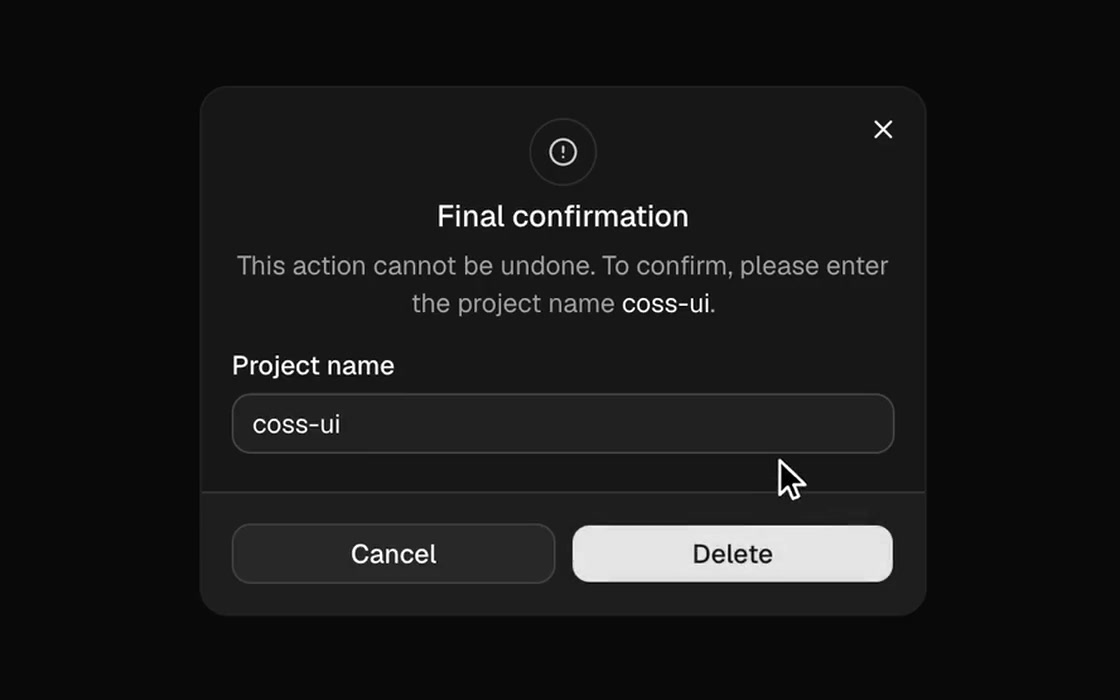 Final confirmation
This action cannot be undone. To confirm, please enter
the project name coss-ui.
Project name
coss-ui
Cancel
Delete